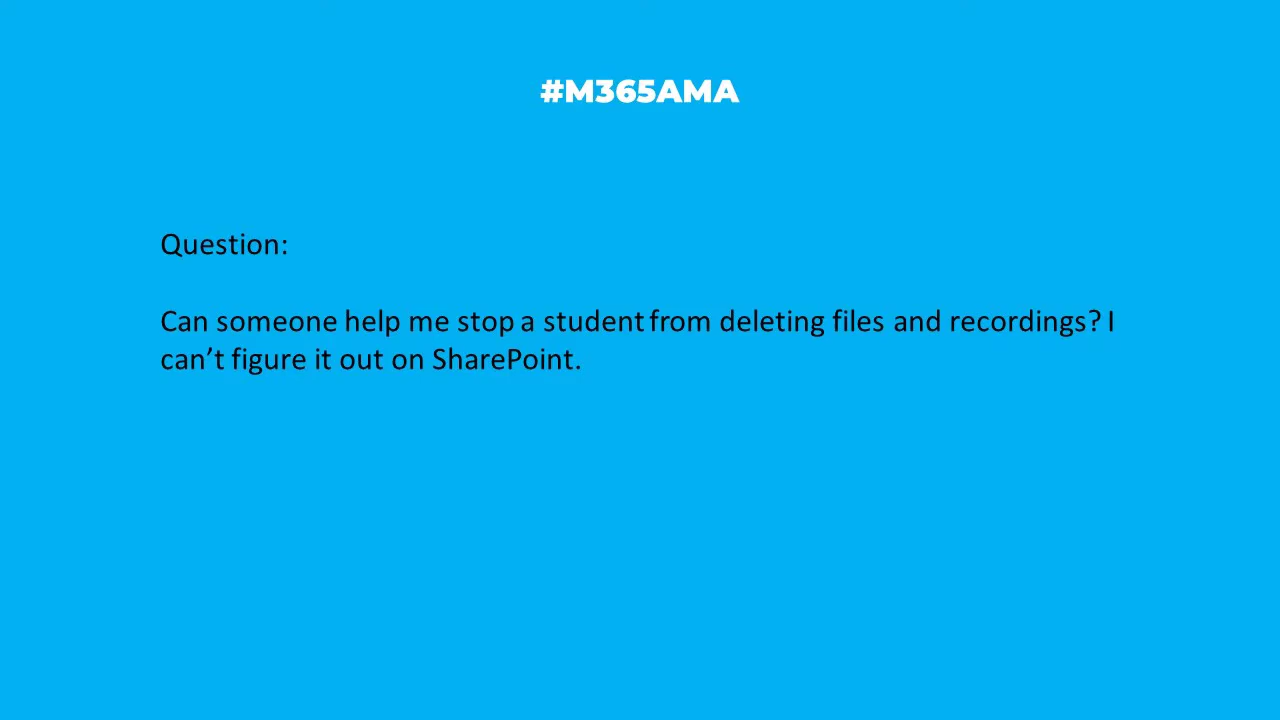 #M365AMA
Question:
Can someone help me stop a student from deleting files and recordings? I
can’t figure it out on SharePoint.